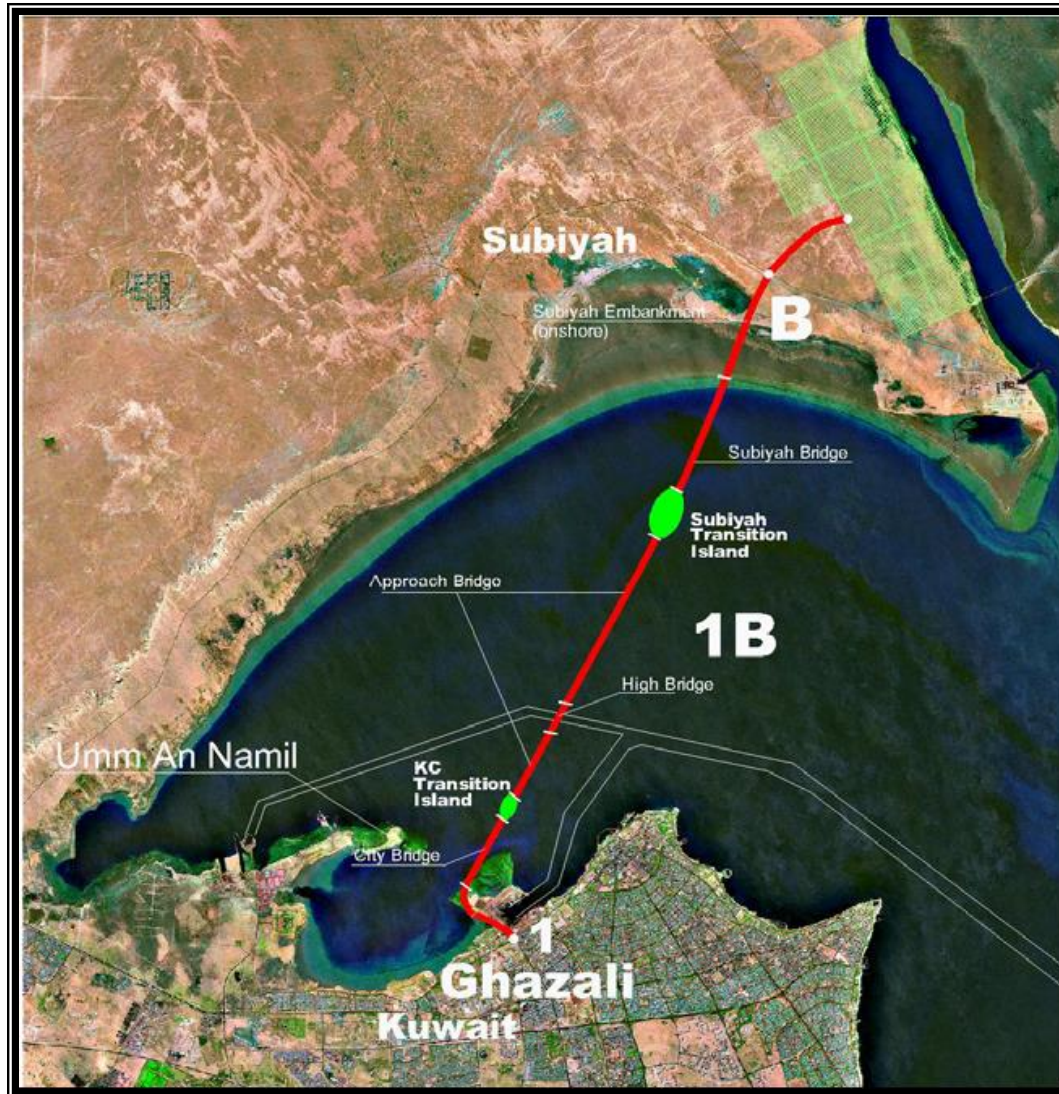 Subiyah
Subiyah Embankment
(onshore)
B
Subiyah Bridge
Subiyah
Transition
Island
Approach Bridge
1B
High Bridge
Umm An Namil
KC
Transition
Island
City Bridge
1
Ghazali
Kuwait